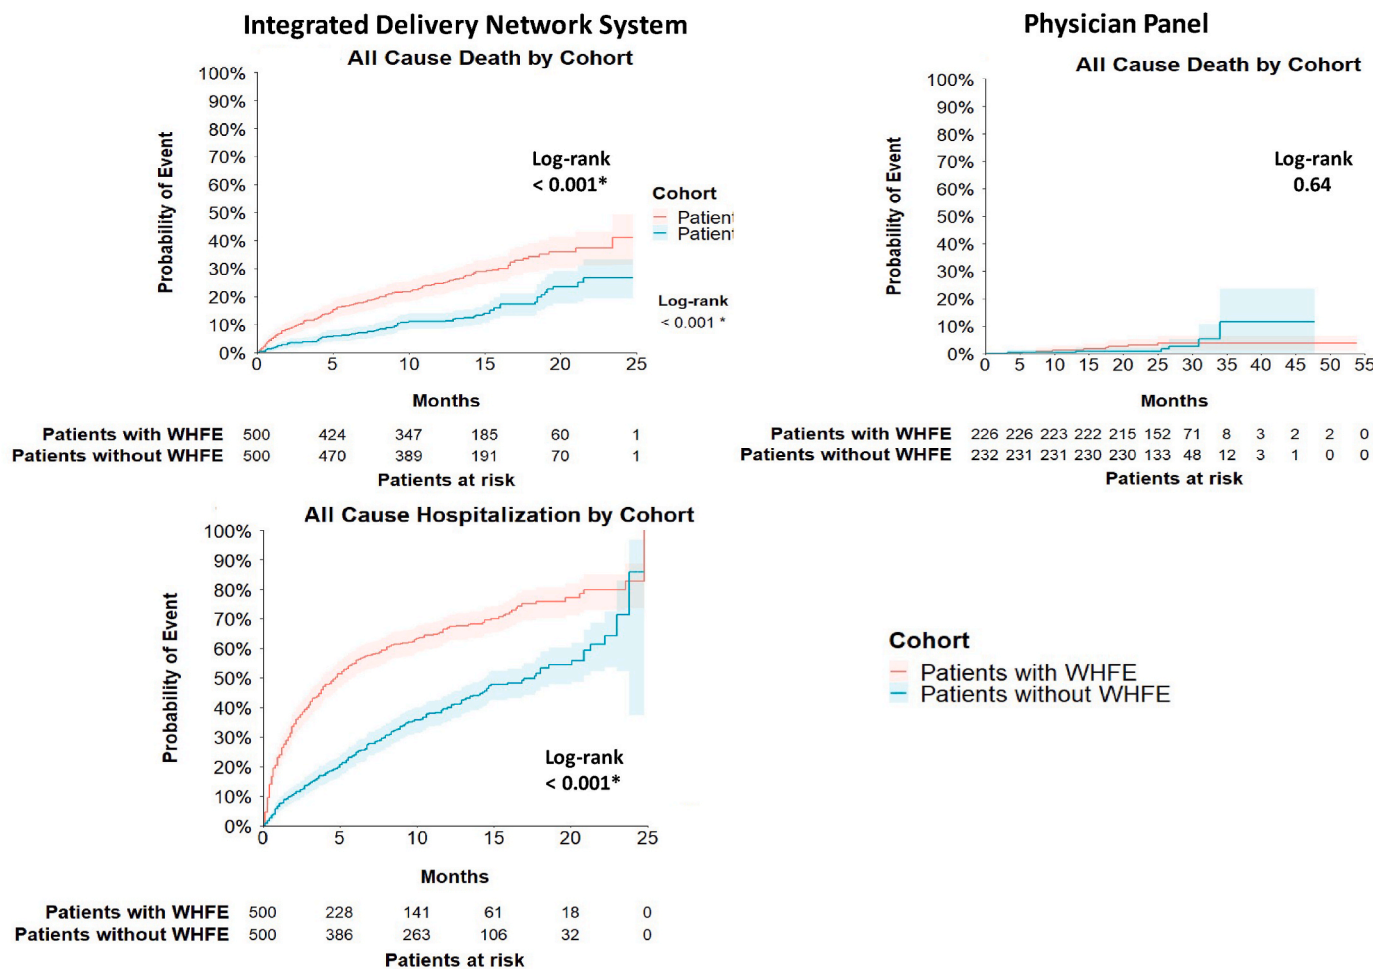 Integrated Delivery Network System
All Cause Death by Cohort
Probability of Event
100%
90%
80%
70%
60%
50%
40%
30%
20%
10%
0%
Log-rank
< 0.001*
Cohort
Patient
Patient
Log-rank
< 0.001 *
0 5 10 15 20 25
Months
Patients with WHFE 500 424 347 185 60 1
Patients without WHFE 500 470 389 191 70 1
Patients at risk
Physician Panel
All Cause Death by Cohort
Probability of Event
100%
90%
80%
70%
60%
50%
40%
30%
20%
10%
0%
Log-rank
0.64
0 5 10 15 20 25 30 35 40 45 50 55
Months
Patients with WHFE 226 226 223 222 215 152 71 8 3 2 2 0
Patients without WHFE 232 231 231 230 230 133 48 12 3 1 0 0
Patients at risk
All Cause Hospitalization by Cohort
Probability of Event
100%
90%
80%
70%
60%
50%
40%
30%
20%
10%
0%
Log-rank
< 0.001*
0 5 10 15 20 25
Months
Patients with WHFE 500 228 141 61 18 0
Patients without WHFE 500 386 263 106 32 0
Patients at risk
Cohort
Patients with WHFE
Patients without WHFE